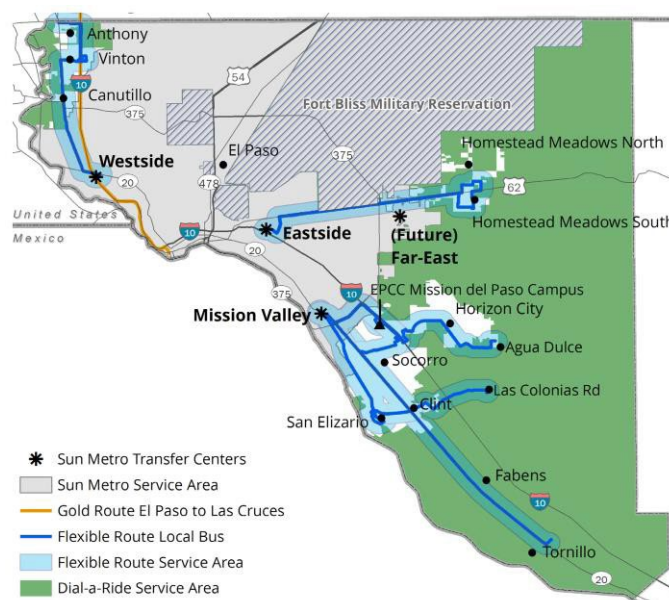 Anthony
Vinton
10
54
Canutillo
375
Fort Bliss Military Reservation
El Paso
375
Homestead Meadows North
Westside
20
478
62
United States
Mexico
10
Eastside
Homestead Meadows South
(Future)
Far-East
20
375
10
EPCC Mission del Paso Campus
Mission Valley
Horizon City
Agua Dulce
Socorro
Las Colonias Rd
Clint
San Elizario
Fabens
10
Tornillo
20
Sun Metro Transfer Centers
Sun Metro Service Area
Gold Route El Paso to Las Cruces
Flexible Route Local Bus
Flexible Route Service Area
Dial-a-Ride Service Area